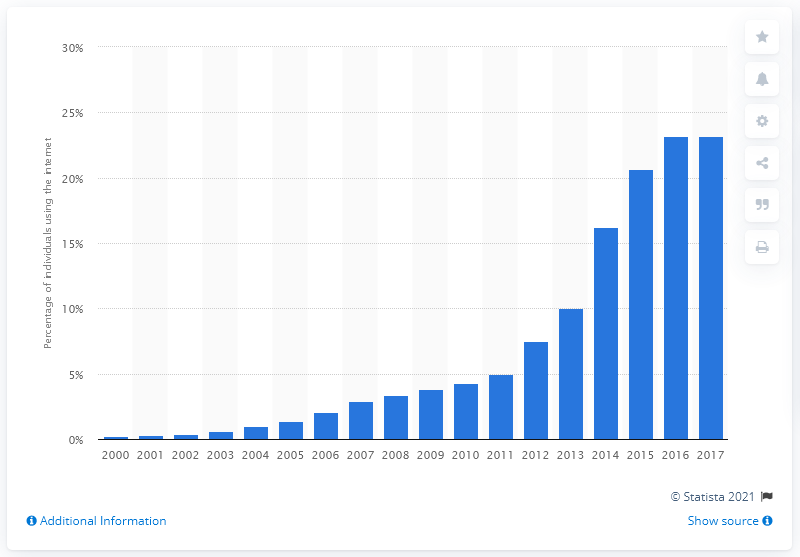 30%
25%
20%
15%
10%
5%
0%
Percentage of individuals using the internet
2000 2001 2002 2003 2004 2005 2006 2007 2008 2009 2010 2011 2012 2013 2014 2015 2016 2017
© Statista 2021
Additional Information
Show source